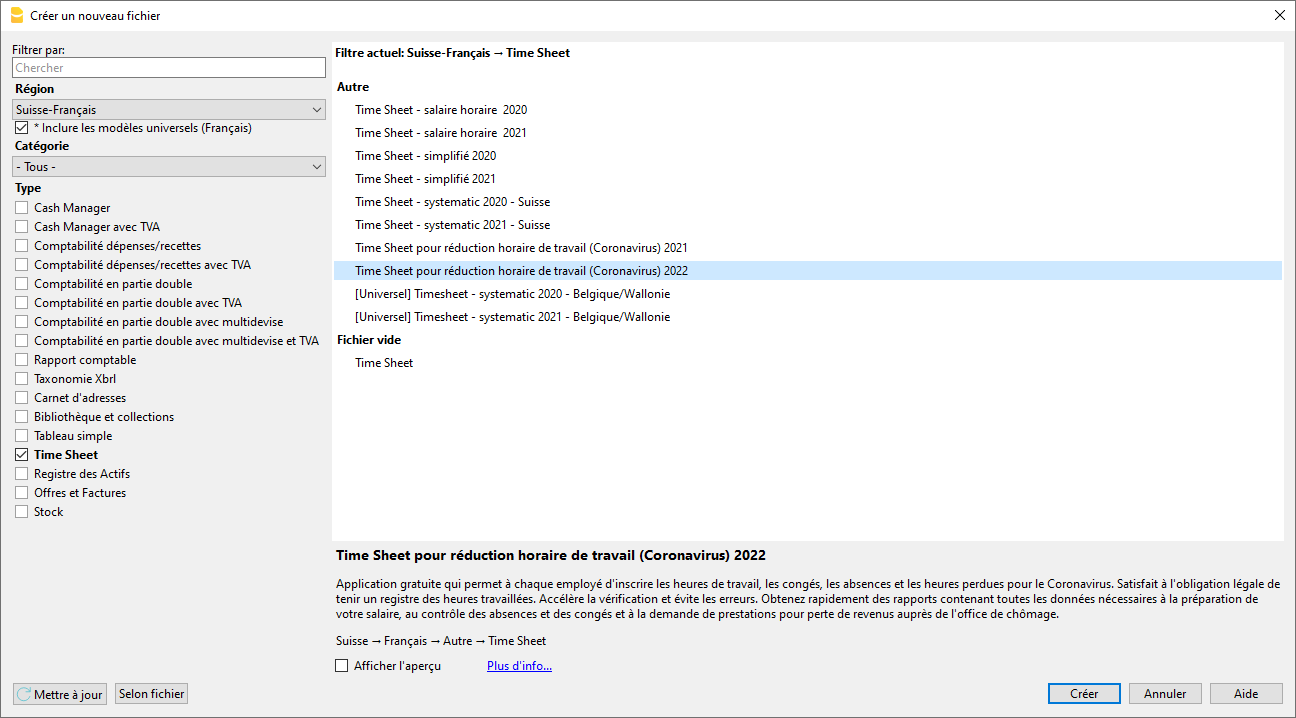 Créer un nouveau fichier
Filtrer par:
Chercher
Région
Suisse-Français
* Inclure les modèles universels (Français)
Catégorie
- Tous -
Type
Cash Manager
Cash Manager avec TVA
Comptabilité dépenses/recettes
Comptabilité dépenses/recettes avec TVA
Comptabilité en partie double
Comptabilité en partie double avec TVA
Comptabilité en partie double avec multidevise
Comptabilité en partie double avec multidevise et TVA
Rapport comptable
Taxonomie Xbrl
Carnet d'adresses
Bibliothèque et collections
Tableau simple
Time Sheet
Registre des Actifs
Offres et Factures
Stock
Filtre actuel: Suisse-Français → Time Sheet
Autre
Time Sheet - salaire horaire  2020
Time Sheet - salaire horaire  2021
Time Sheet - simplifié 2020
Time Sheet - simplifié 2021
Time Sheet - systematic 2020 - Suisse
Time Sheet - systematic 2021 - Suisse
Time Sheet pour réduction horaire de travail (Coronavirus) 2021
Time Sheet pour réduction horaire de travail (Coronavirus) 2022
[Universel] Timesheet - systematic 2020 - Belgique/Wallonie
[Universel] Timesheet - systematic 2021 - Belgique/Wallonie
Fichier vide
Time Sheet
Time Sheet pour réduction horaire de travail (Coronavirus) 2022
Application gratuite qui permet à chaque employé d'inscrire les heures de travail, les congés, les absences et les heures perdues pour le Coronavirus. Satisfait à l'obligation légale de
tenir un registre des heures travaillées. Accélère la vérification et évite les erreurs. Obtenez rapidement des rapports contenant toutes les données nécessaires à la préparation de
votre salaire, au contrôle des absences et des congés et à la demande de prestations pour perte de revenus auprès de l'office de chômage.
Suisse → Français → Autre → Time Sheet
Afficher l'aperçu
Plus d'info...
Mettre à jour
Selon fichier
Créer
Annuler
Aide